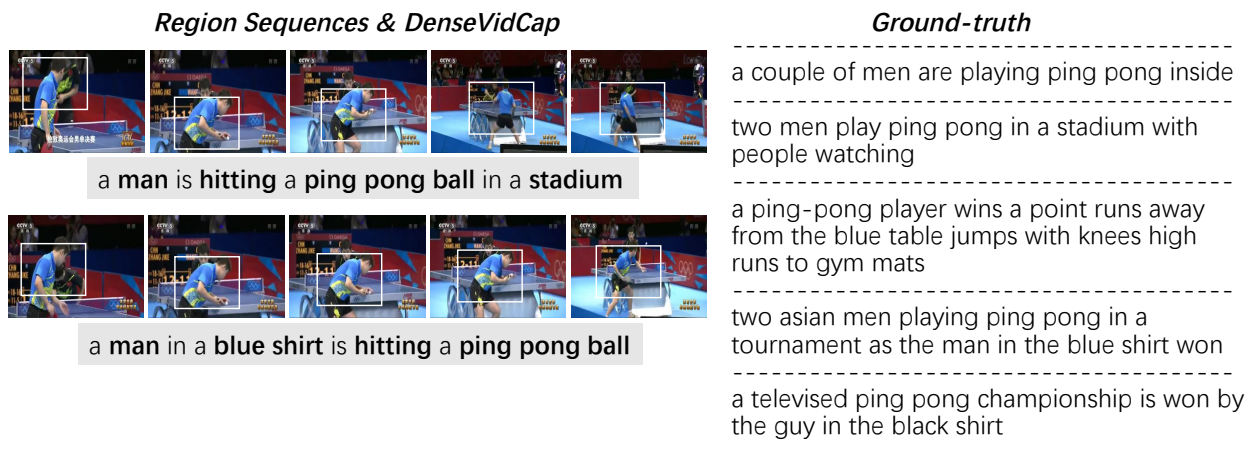 Region Sequences & DenseVidCap
a man is hitting a ping pong ball in a stadium
a man in a blue shirt is hitting a ping pong ball
Ground-truth
a couple of men are playing ping pong inside
two men play ping pong in a stadium with
people watching
a ping-pong player wins a point runs away
from the blue table jumps with knees high
runs to gym mats
two asian men playing ping pong in a
tournament as the man in the blue shirt won
a televised ping pong championship is won by
the guy in the black shirt